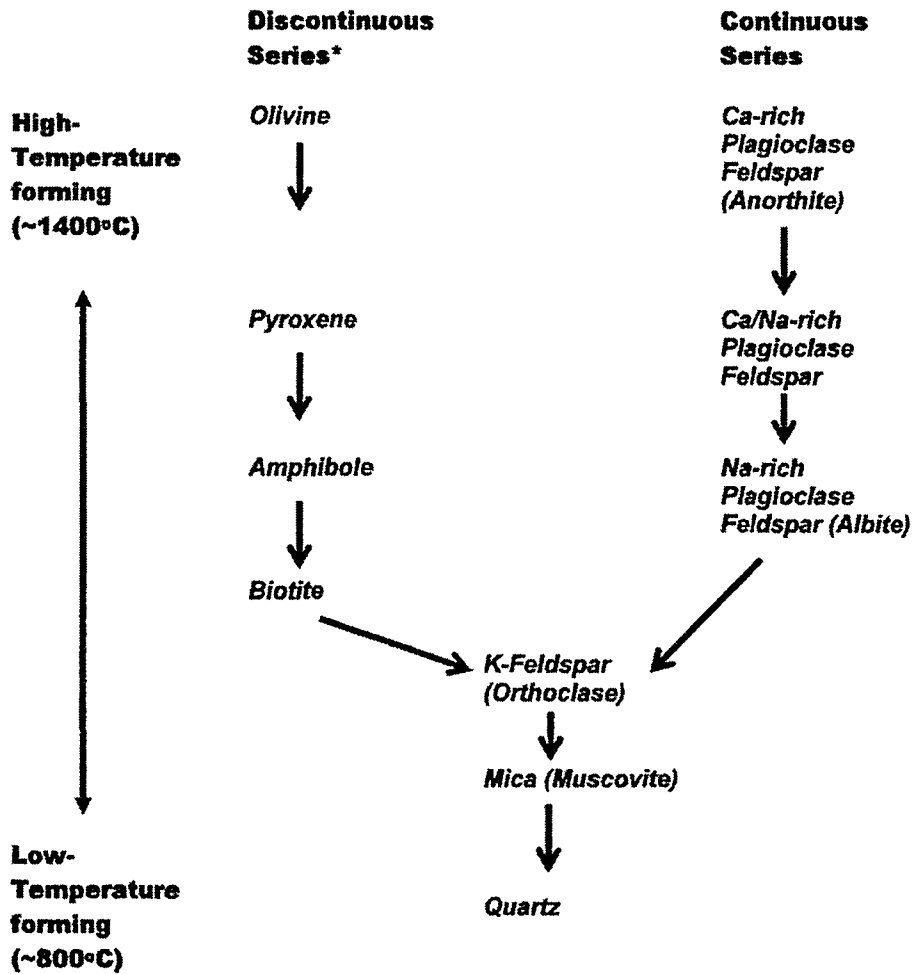 Discontinuous
Series*
Continuous
Series
High-
Temperature
forming
(~1400°C)
Olivine
Ca-rich
Plagioclase
Feldspar
(Anorthite)
Pyroxene
Ca/Na-rich
Plagioclase
Feldspar
Amphibole
Na-rich
Plagioclase
Feldspar (Albite)
Biotite
K-Feldspar
(Orthoclase)
Mica (Muscovite)
Low-
Temperature
forming
(~800°C)
Quartz